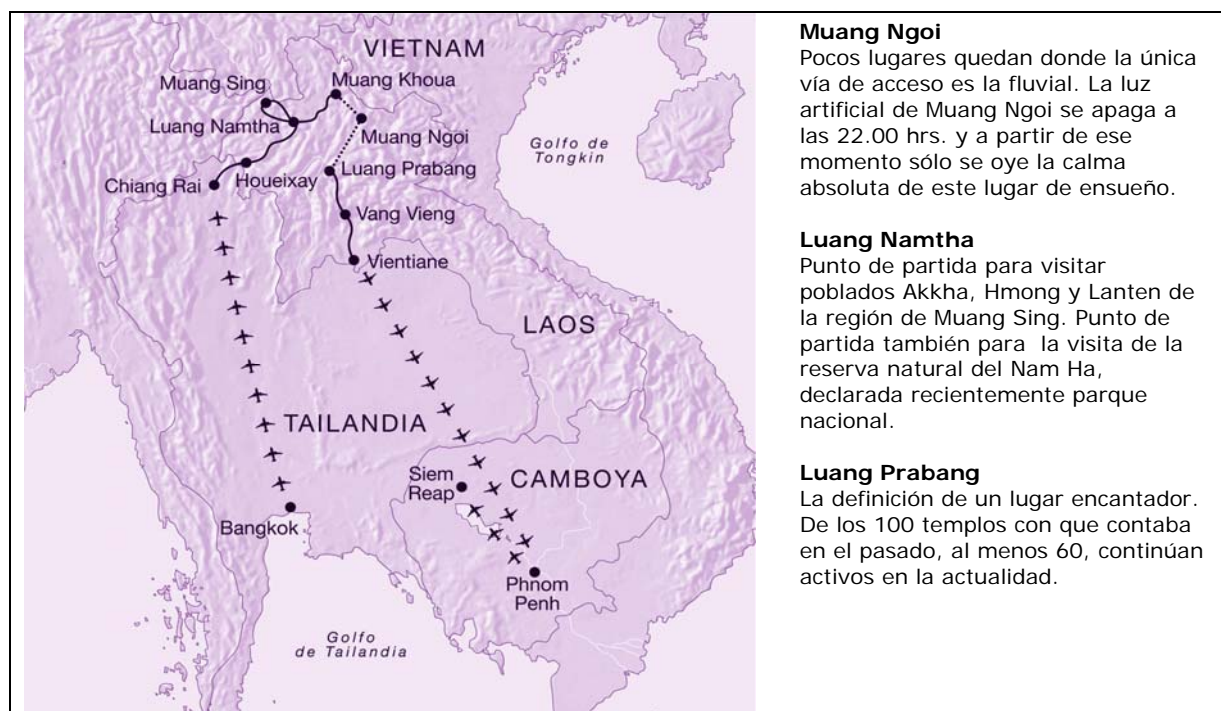 VIETNAM
Muang Sing
Muang Khoua
Luang Namtha
Muang Ngoi
Golfo de
Tongkin
Chiang Rai
Houeixay
Luang Prabang
Vang Vieng
Vientiane
LAOS
TAILANDIA
Siem
Reap
CAMBOYA
Bangkok
Phnom
Penh
Golfo
de Tailandia
Muang Ngoi
Pocos lugares quedan donde la única
vía de acceso es la fluvial. La luz
artificial de Muang Ngoi se apaga a
las 22.00 hrs. y a partir de ese
momento sólo se oye la calma
absoluta de este lugar de ensueño.
Luang Namtha
Punto de partida para visitar
poblados Akkha, Hmong y Lanten de
la región de Muang Sing. Punto de
partida también para  la visita de la
reserva natural del Nam Ha,
declarada recientemente parque
nacional.
Luang Prabang
La definición de un lugar encantador.
De los 100 templos con que contaba
en el pasado, al menos 60, continúan
activos en la actualidad.